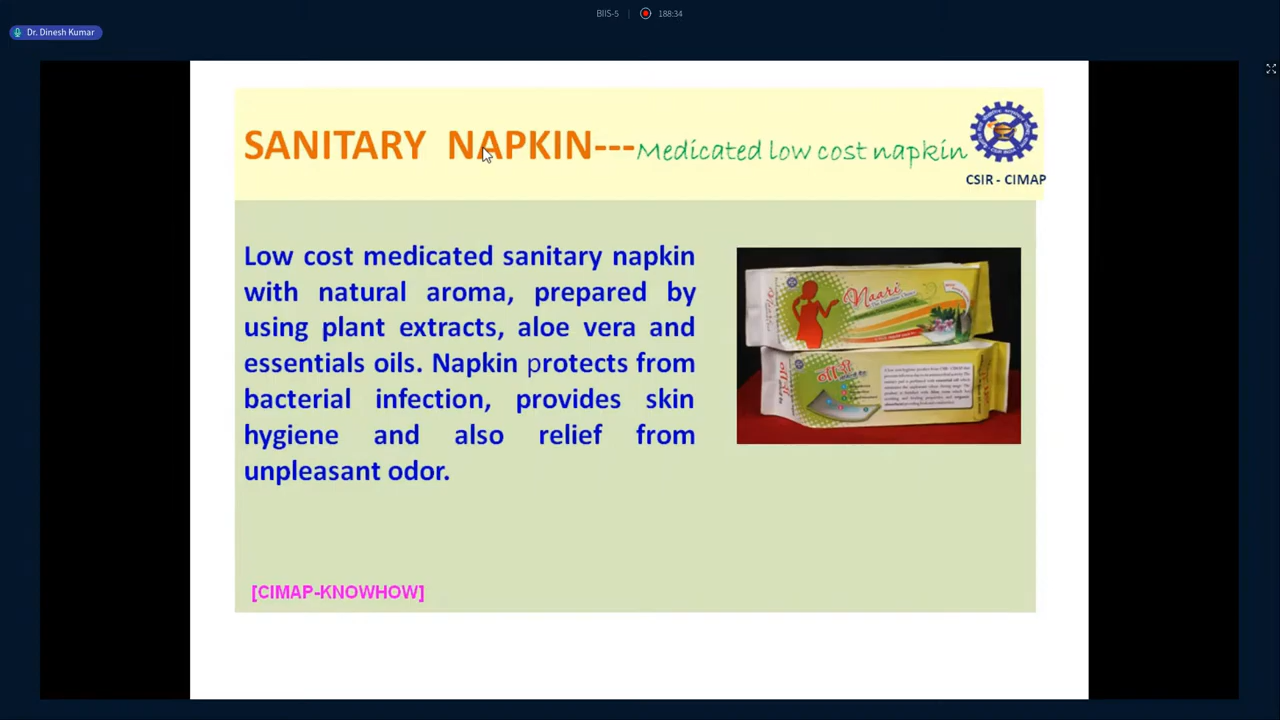 BIIS-5 | 188:34
Dr. Dinesh Kumar
SANITARY NAPKIN---Medicated low cost napkin
CSIR - CIMAP
Low cost medicated sanitary napkin
with natural aroma, prepared by
using plant extracts, aloe vera and
essentials oils. Napkin protects from
bacterial infection, provides skin
hygiene and also relief from
unpleasant odor.
Naari
नारी
[CIMAP-KNOWHOW]